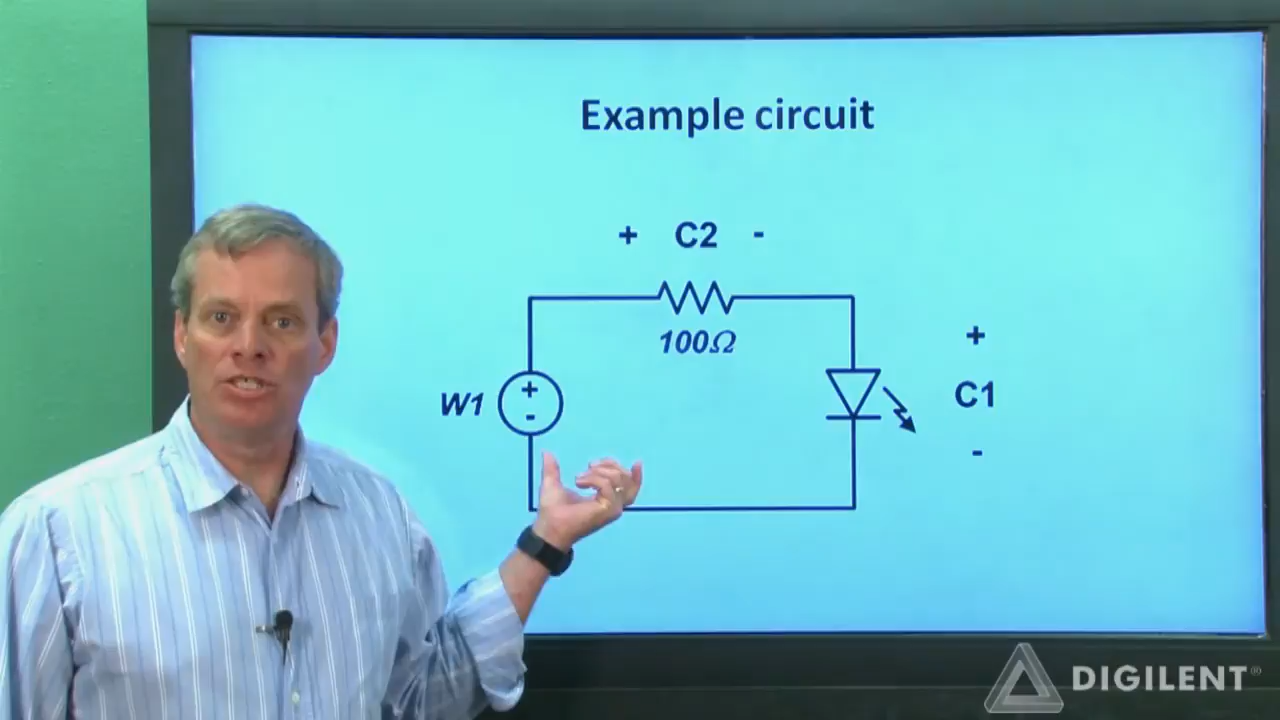 Example circuit
+ C2 -
100Ω
W1
+
-
+
C1
-
DIGILENT®